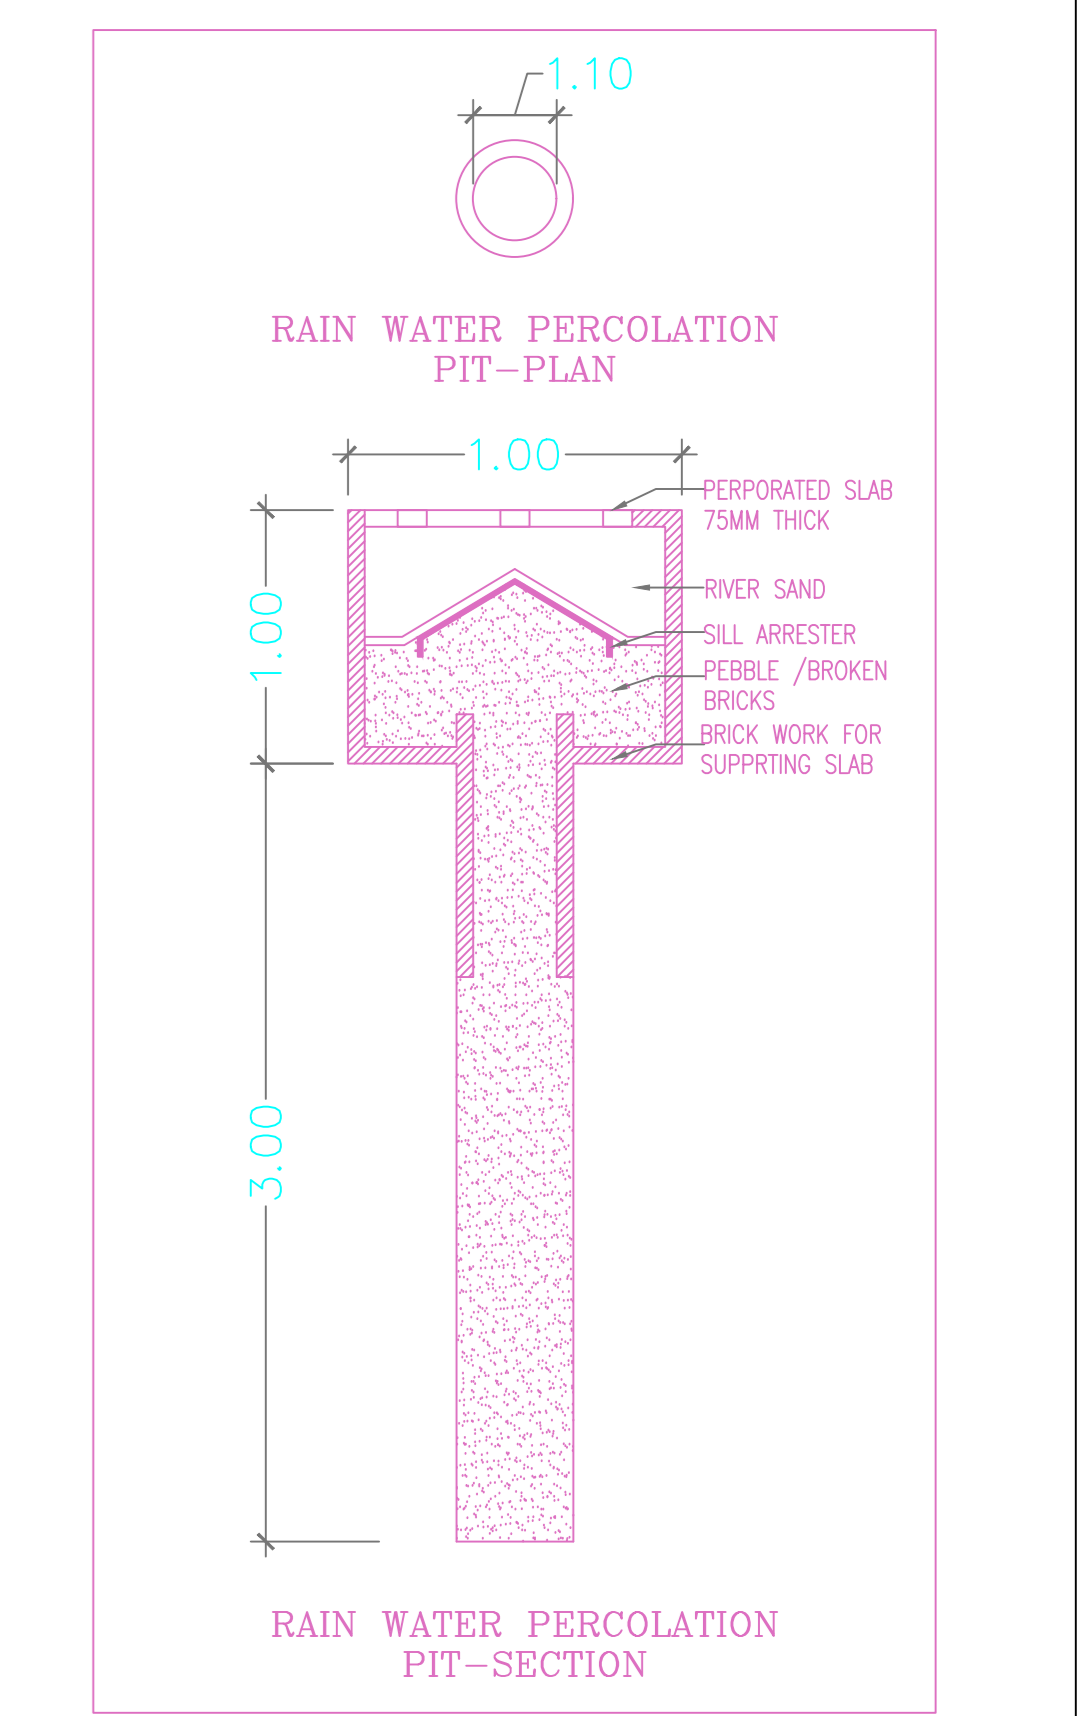 1.10
RAIN WATER PERCOLATION
PIT-PLAN
1.00
PERPORATED SLAB
75MM THICK
1.00
RIVER SAND
SILL ARRESTER
PEBBLE /BROKEN
BRICKS
BRICK WORK FOR
SUPPRTING SLAB
3.00
RAIN WATER PERCOLATION
PIT-SECTION